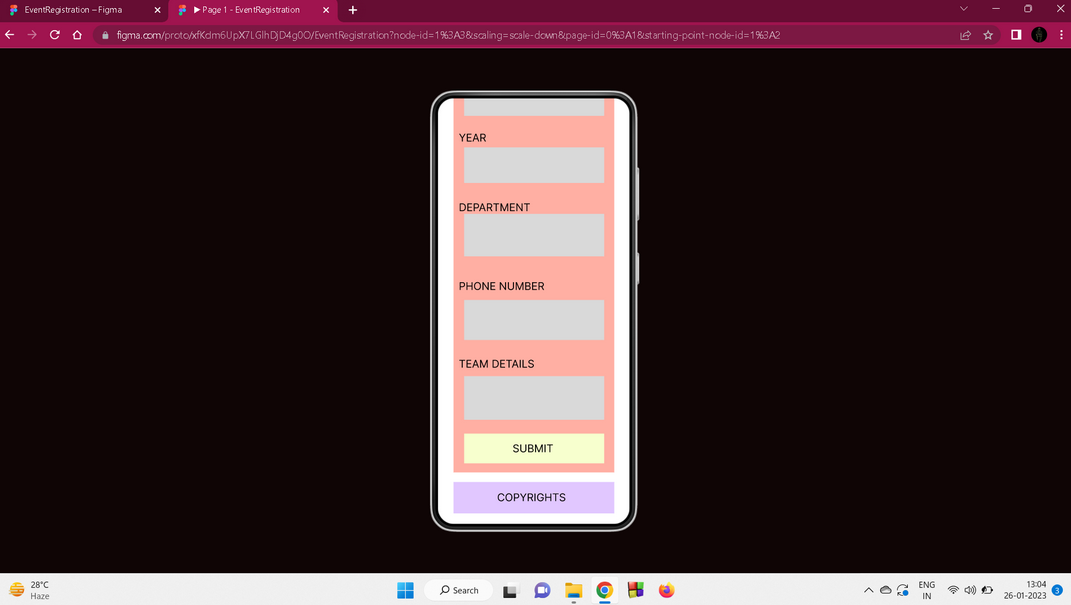 EventRegistration – Figma
▶ Page 1 - EventRegistration
figma.com/proto/xfKdm6UpX7LGlhDjD4g0O/EventRegistration?node-id=1%3A3&scaling=scale-down&page-id=0%3A1&starting-point-node-id=1%3A2
YEAR
DEPARTMENT
PHONE NUMBER
TEAM DETAILS
SUBMIT
COPYRIGHTS
28°C
Haze
Search
ENG
IN
13:04
26-01-2023
3